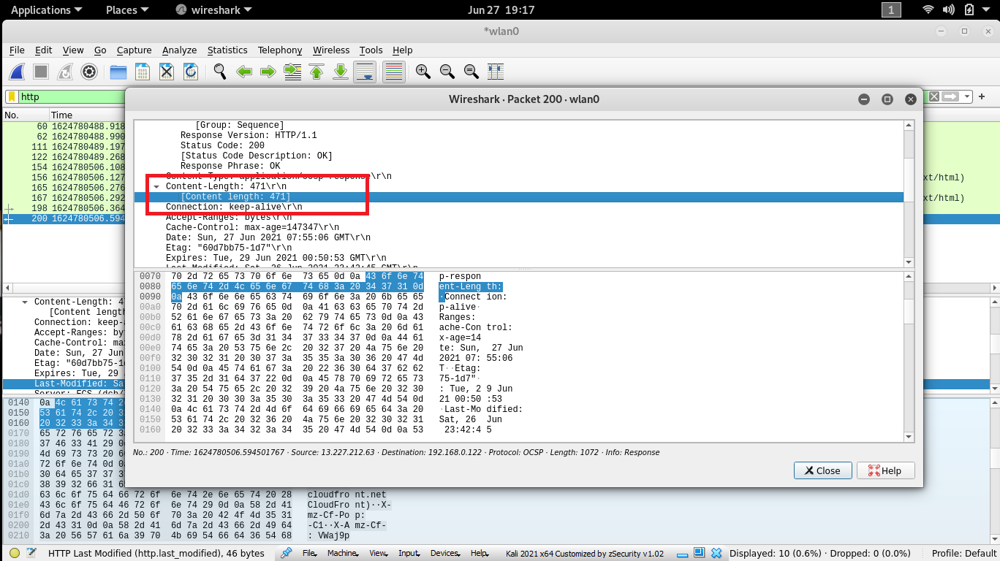 Applications Places wireshark Jun 27 19:17 1
*wlan0
File Edit View Go Capture Analyze Statistics Telephony Wireless Tools Help
http
Wireshark · Packet 200 · wlan0
No. Time
60 1624780488.918
62 1624780488.990
111 1624780489.197
122 1624780489.268
154 1624780506.108
156 1624780506.127 xt/html)
165 1624780506.276
167 1624780506.292 xt/html)
198 1624780506.364
200 1624780506.594
[Group: Sequence]
Response Version: HTTP/1.1
Status Code: 200
[Status Code Description: OK]
Response Phrase: OK
Content-Type: application/ocsp-response\r\n
Content-Length: 471\r\n
[Content length: 471]
Connection: keep-alive\r\n
Accept-Ranges: bytes\r\n
Cache-Control: max-age=147347\r\n
Date: Sun, 27 Jun 2021 07:55:06 GMT\r\n
Etag: "60d7bb75-1d7"\r\n
Expires: Tue, 29 Jun 2021 00:50:53 GMT\r\n
Last-Modified: Sat, 26 Jun 2021 23:42:45 GMT\r\n
0070 70 2d 72 65 73 70 6f 6e 73 65 0d 0a 43 6f 6e 74 p-respon
0080 65 6e 74 2d 4c 65 6e 67 74 68 3a 20 34 37 31 0d ent-Leng th:
0090 0a 43 6f 6e 6e 65 63 74 69 6f 6e 3a 20 6b 65 65 ·Connect ion:
00a0 70 2d 61 6c 69 76 65 0d 0a 41 63 63 65 70 74 2d p-alive
00b0 52 61 6e 67 65 73 3a 20 62 79 74 65 73 0d 0a 43 Ranges:
00c0 61 63 68 65 2d 43 6f 6e 74 72 6f 6c 3a 20 6d 61 ache-Con trol:
00d0 78 2d 61 67 65 3d 31 34 37 33 34 37 0d 0a 44 61 x-age=14
00e0 74 65 3a 20 53 75 6e 2c 20 32 37 20 4a 75 6e 20 te: Sun, 27 Jun
00f0 32 30 32 31 20 30 37 3a 35 35 3a 30 36 20 47 4d 2021 07: 55:06
0100 54 0d 0a 45 74 61 67 3a 20 22 36 30 64 37 62 62 T··Etag:
0110 37 35 2d 31 64 37 22 0d 0a 45 78 70 69 72 65 73 75-1d7"·
0120 3a 20 54 75 65 2c 20 32 39 20 4a 75 6e 20 32 30 : Tue, 2 9 Jun
0130 32 31 20 30 30 3a 35 30 3a 35 33 20 47 4d 54 0d 21 00:50 :53
0140 0a 4c 61 73 74 2d 4d 6f 64 69 66 69 65 64 3a 20 ·Last-Mo dified:
0150 53 61 74 2c 20 32 36 20 4a 75 6e 20 32 30 32 31 Sat, 26 Jun
0160 20 32 33 3a 34 32 3a 34 35 20 47 4d 54 0d 0a 53 23:42:4 5
No.: 200 · Time: 1624780506.594501767 · Source: 13.227.212.63 · Destination: 192.168.0.122 · Protocol: OCSP · Length: 1072 · Info: Response
Close Help
Content-Length: 47
[Content length
Connection: keep-a
Accept-Ranges: byt
Cache-Control: max
Date: Sun, 27 Jun
Etag: "60d7bb75-1d
Expires: Tue, 29
Last-Modified: Sa
Server: ECS (dcb/
0140 0a 4c 61 73 74 2
0150 53 61 74 2c 20 32
0160 20 32 33 3a 34 3
0170 65 72 76 65 72 3
0180 37 46 33 41 29 0
0190 4d 69 73 73 20 6
01a0 72 6f 6e 74 0d 0
01b0 30 64 65 37 37 3
01c0 38 39 32 66 31 6
01d0 63 6c 6f 75 64 66 72 6f 6e 74 2e 6e 65 74 20 28 cloudfro nt.net
01e0 43 6c 6f 75 64 46 72 6f 6e 74 29 0d 0a 58 2d 41 CloudFro nt)··X-
01f0 6d 7a 2d 43 66 2d 50 6f 70 3a 20 42 4f 4d 35 31 mz-Cf-Po p:
0200 2d 43 31 0d 0a 58 2d 41 6d 7a 2d 43 66 2d 49 64 -C1··X-A mz-Cf-
0210 3a 20 56 57 61 6a 39 70 4b 69 54 66 64 36 54 68 : VWaj9p
HTTP Last Modified (http.last_modified), 46 bytes File Machine View Input Devices Help Kali 2021 x64 Customized by zSecurity v1.02 Displayed: 10 (0.6%) · Dropped: 0 (0.0%) Profile: Default